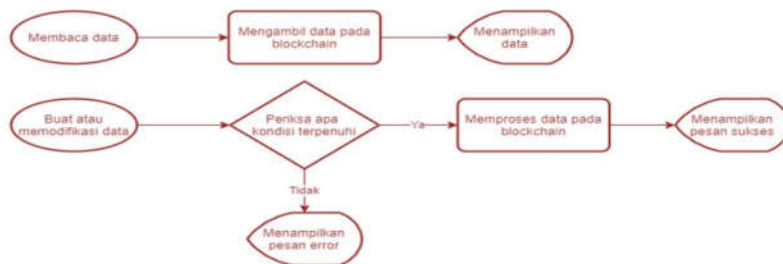 Membaca data
Mengambil data pada
blockchain
Menampilkan
data
Buat atau
memodifikasi data
Periksa apa
kondisi terpenuhi
Ya
Memproses data pada
blockchain
Menampilkan
pesan sukses
Tidak
Menampilkan
pesan error